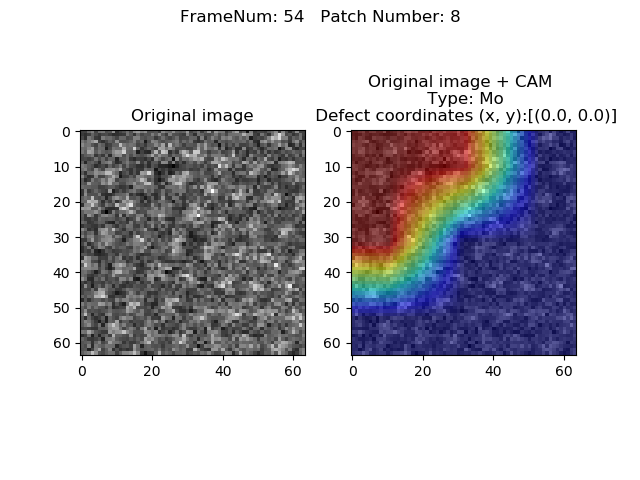 FrameNum: 54   Patch Number: 8
Original image
Original image + CAM
Type: Mo
Defect coordinates (x, y):[(0.0, 0.0)]
0
10
20
30
40
50
60
0 20 40 60
0
10
20
30
40
50
60
0 20 40 60